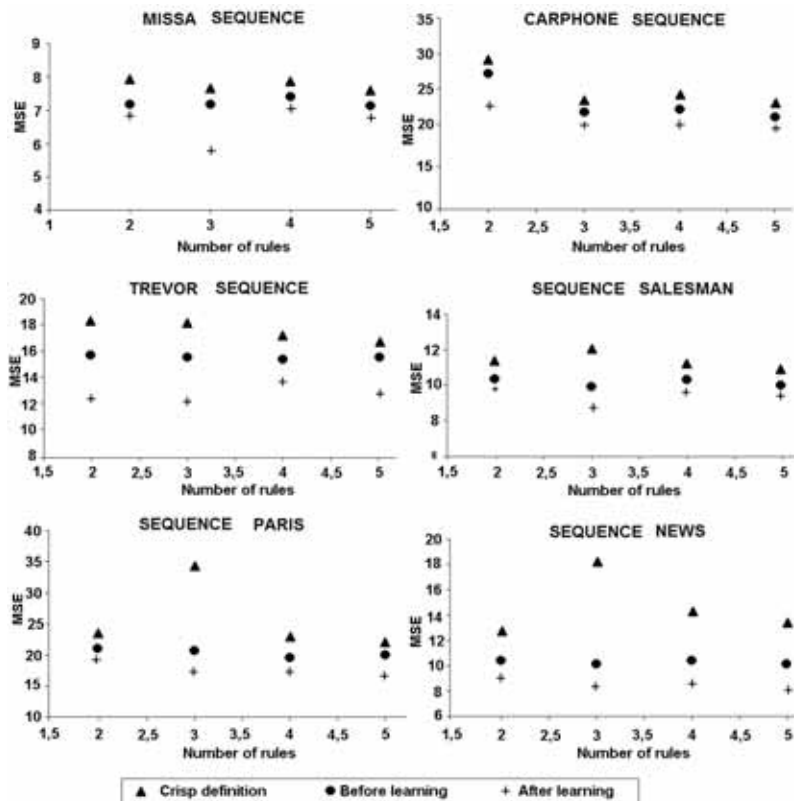 MISSA SEQUENCE
9
8
7
6
5
4
MSE
1 2 3 4 5
Number of rules
CARPHONE SEQUENCE
35
30
25
20
15
10
MSE
1,5 2 2,5 3 3,5 4 4,5 5
Number of rules
TREVOR SEQUENCE
20
18
16
14
12
10
8
MSE
1,5 2 2,5 3 3,5 4 4,5 5
Number of rules
SEQUENCE SALESMAN
14
12
10
8
MSE
1,5 2 2,5 3 3,5 4 4,5 5
Number of rules
SEQUENCE PARIS
40
35
30
25
20
15
10
MSE
1,5 2 2,5 3 3,5 4 4,5 5
Number of rules
SEQUENCE NEWS
20
18
16
14
12
10
8
6
MSE
1,5 2 2,5 3 3,5 4 4,5 5
Number of rules
Crisp definition Before learning After learning